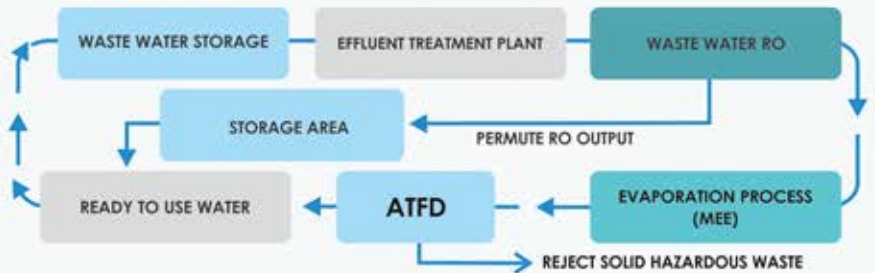 WASTE WATER STORAGE
EFFLUENT TREATMENT PLANT
WASTE WATER RO
STORAGE AREA
PERMUTE RO OUTPUT
READY TO USE WATER
ATFD
EVAPORATION PROCESS
(MEE)
REJECT SOLID HAZARDOUS WASTE